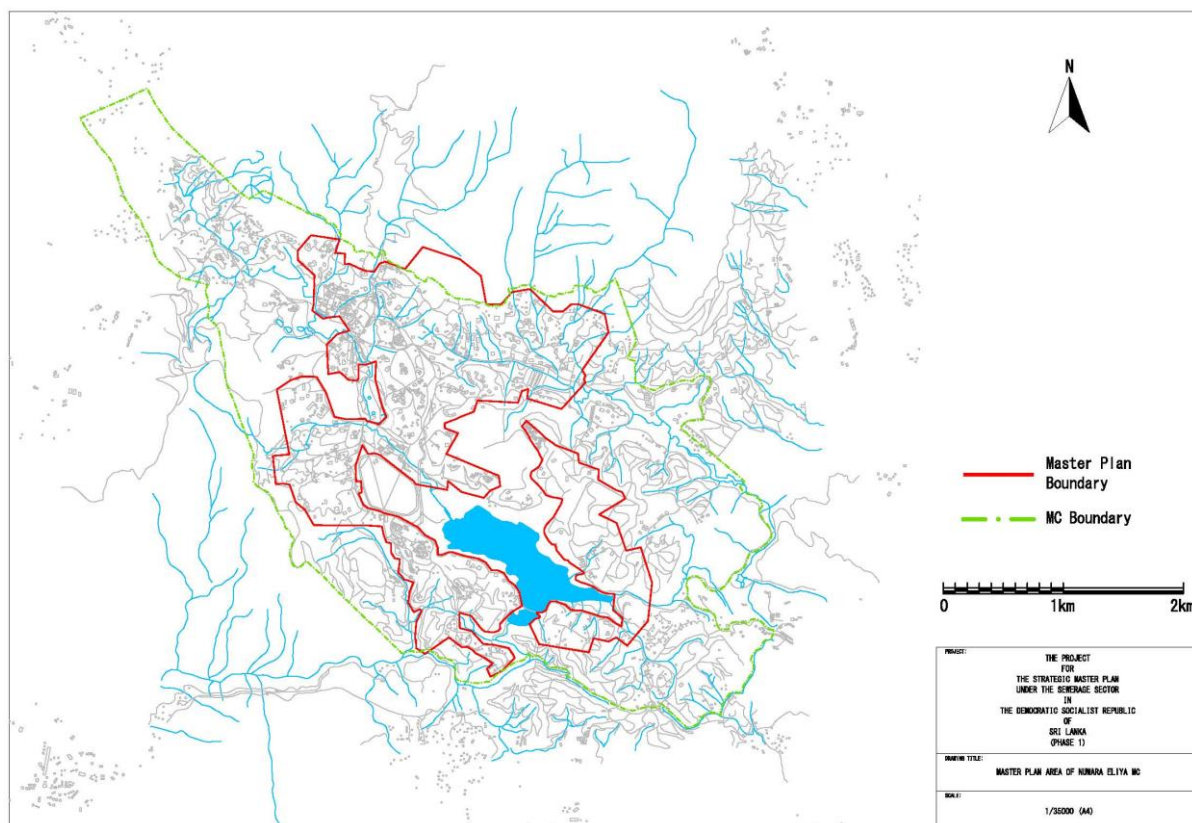 N
Master Plan
Boundary
MC Boundary
0 1km 2km
PROJECT:
THE PROJECT
FOR
THE STRATEGIC MASTER PLAN
UNDER THE SEWERAGE SECTOR
IN
THE DEMOCRATIC SOCIALIST REPUBLIC
OF
SRI LANKA
(PHASE 1)
DRAWING TITLE:
MASTER PLAN AREA OF NUWARA ELIYA MC
SCALE:
1/35000 (A4)